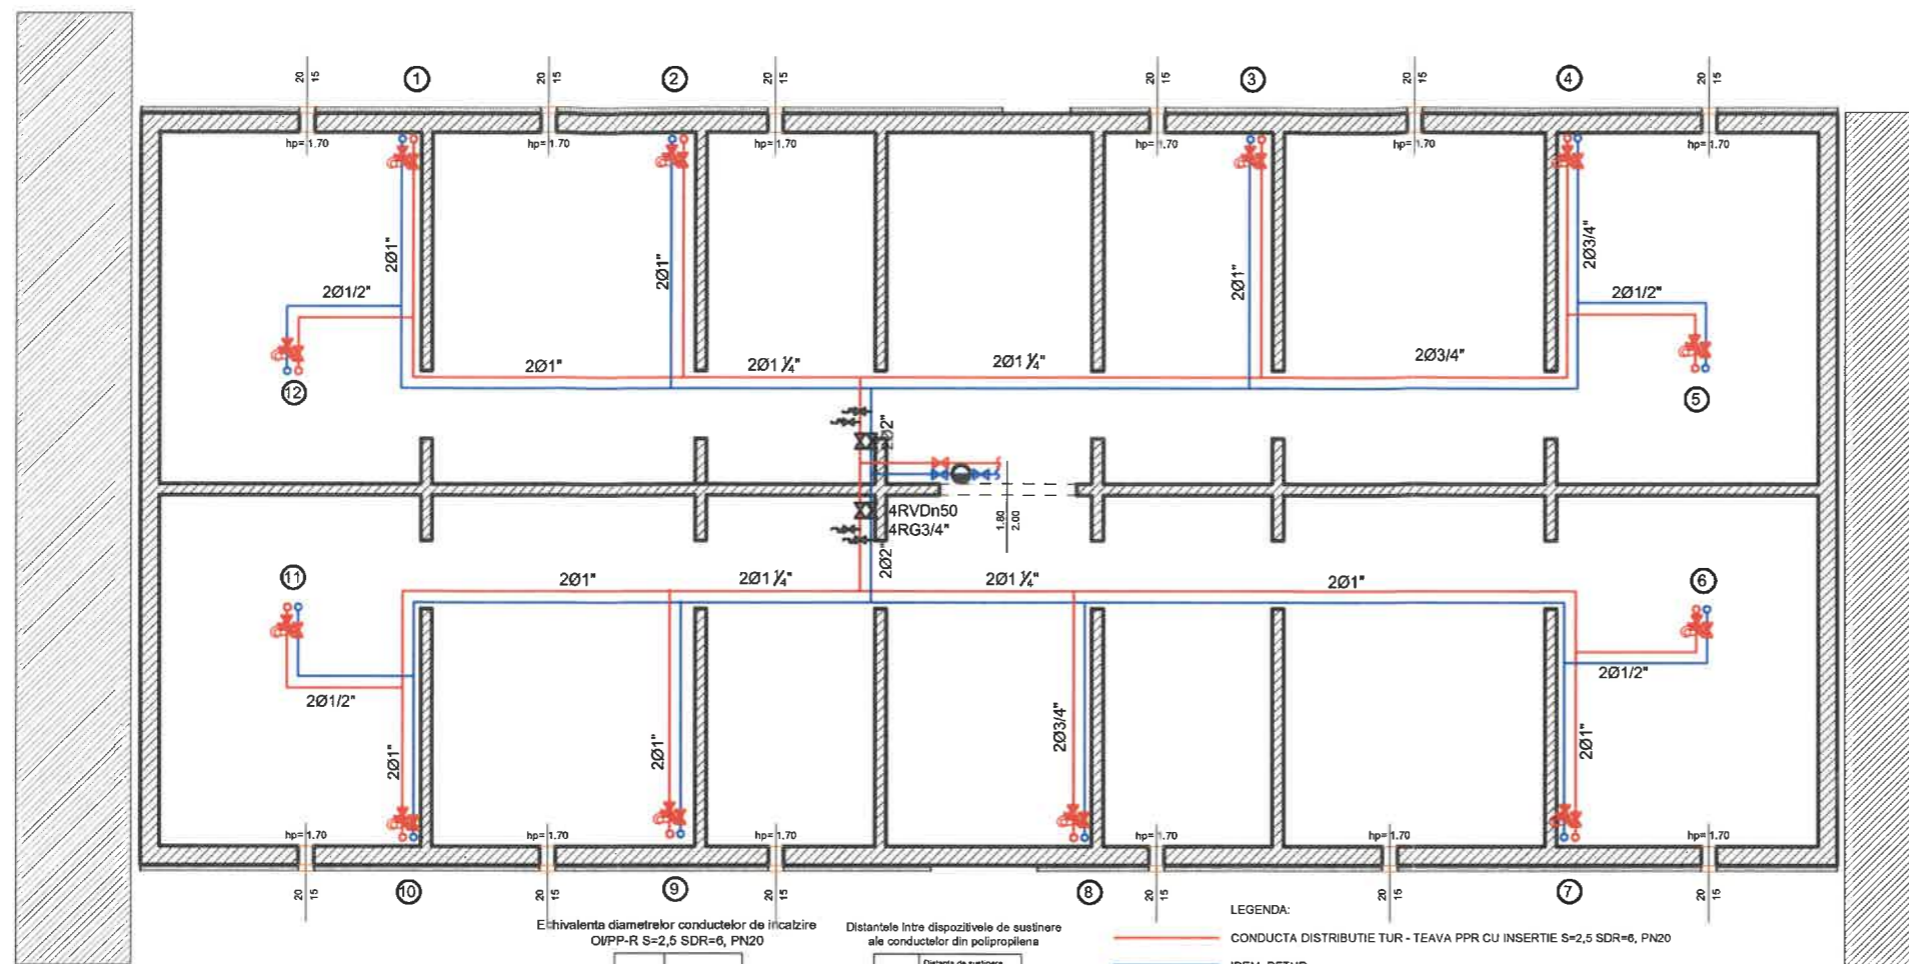 20 15 20 15 20 15 20 15 20 15 20 15
1 2 3 4
hp=1.70 hp=1.70 hp=1.70 hp=1.70 hp=1.70 hp=1.70
2Ø1" 2Ø1" 2Ø1" 2Ø3/4"
2Ø1/2" 2Ø1/2"
2Ø1" 2Ø1 1/4" 2Ø1 1/4" 2Ø3/4"
12 5
2Ø2"
4RVDn50
4RG3/4"
1.80
2.00
2Ø2"
11 6
2Ø1" 2Ø1 1/4" 2Ø1 1/4" 2Ø1"
2Ø1/2" 2Ø1/2"
2Ø1" 2Ø1" 2Ø3/4" 2Ø1"
hp=1.70 hp=1.70 hp=1.70 hp=1.70 hp=1.70 hp=1.70
10 9 8 7
20 15 20 15 20 15 20 15 20 15 20 15
Echivalenta diametrelor conductelor de incalzire
Ol/PP-R S=2,5 SDR=6, PN20
Distantele intre dispozitivele de sustinere
ale conductelor din polipropilena
Distanta de sustinere
LEGENDA:
CONDUCTA DISTRIBUTIE TUR - TEAVA PPR CU INSERTIE S=2,5 SDR=6, PN20
IDEM, RETUR